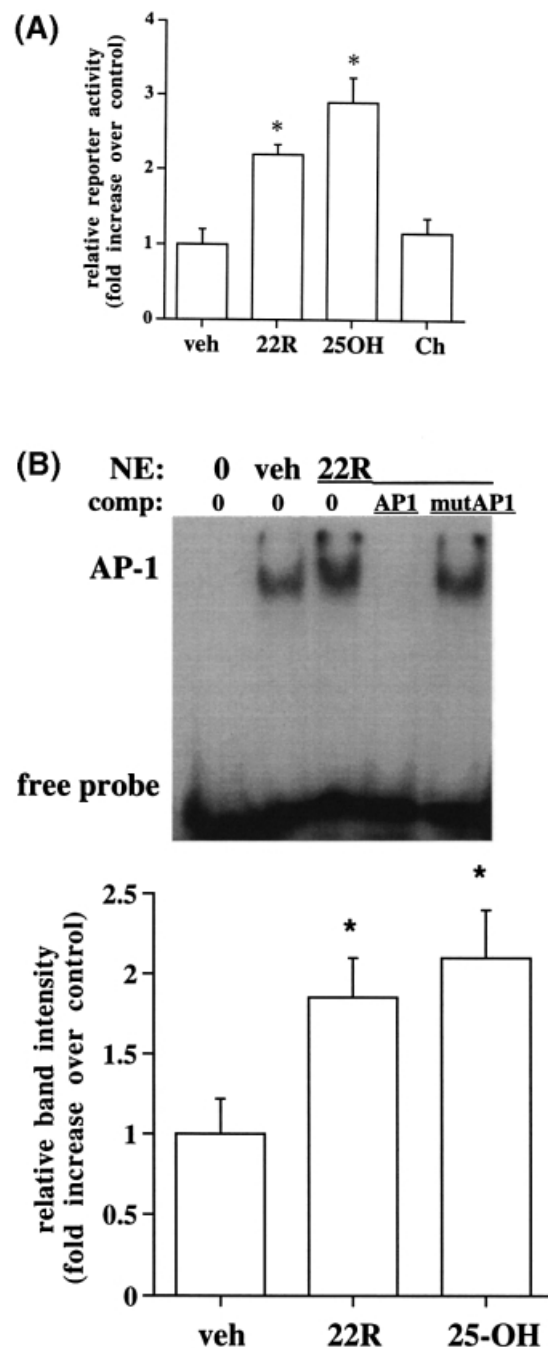 (A)
relative reporter activity
(fold increase over control)
4
3
2
1
0
*
*
veh 22R 25OH Ch
(B)
NE: 0 veh 22R
comp: 0 0 0 AP1 mutAP1
AP-1
free probe
relative band intensity
(fold increase over control)
2.5
2
1.5
1
0.5
0
*
*
veh 22R 25-OH